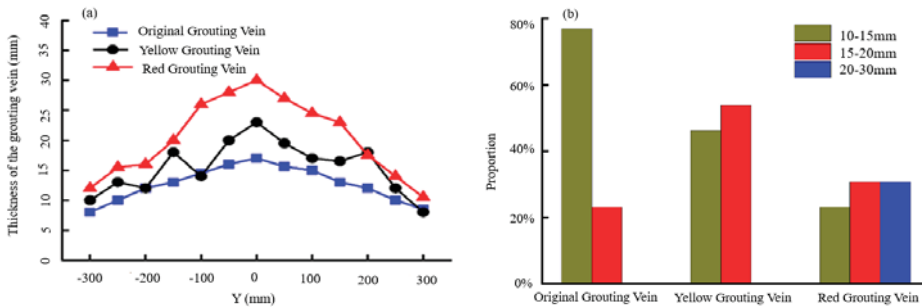 (a)
Thickness of the grouting vein (mm)
40
35
30
25
20
15
10
5
0
Original Grouting Vein
Yellow Grouting Vein
Red Grouting Vein
-300
-200
-100
0
100
200
300
Y (mm)
(b)
Proportion
80%
60%
40%
20%
0%
10-15mm
15-20mm
20-30mm
Original Grouting Vein
Yellow Grouting Vein
Red Grouting Vein